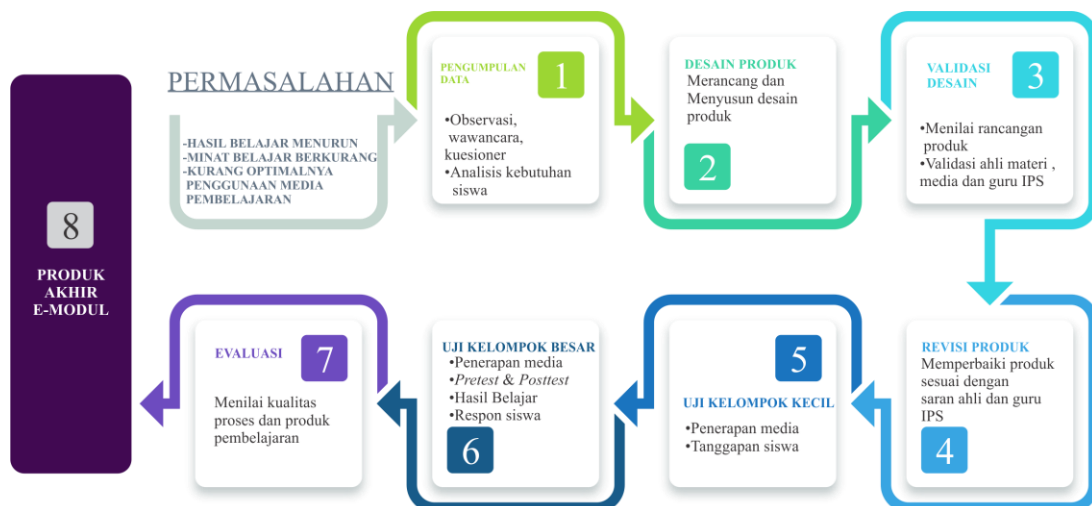 PERMASALAHAN
-HASIL BELAJAR MENURUN
-MINAT BELAJAR BERKURANG
-KURANG OPTIMALNYA
PENGGUNAAN MEDIA
PEMBELAJARAN
PENGUMPULAN
DATA
1
•Observasi,
wawancara,
kuesioner
•Analisis kebutuhan
siswa
DESAIN PRODUK
Merancang dan
Menyusun desain
produk
2
VALIDASI
DESAIN
3
•Menilai rancangan
produk
•Validasi ahli materi ,
media dan guru IPS
REVISI PRODUK
Memperbaiki produk
sesuai dengan
saran ahli dan guru
IPS
4
5
UJI KELOMPOK KECIL
•Penerapan media
•Tanggapan siswa
UJI KELOMPOK BESAR
•Penerapan media
•Pretest & Posttest
•Hasil Belajar
•Respon siswa
6
EVALUASI
7
Menilai kualitas
proses dan produk
pembelajaran
8
PRODUK
AKHIR
E-MODUL